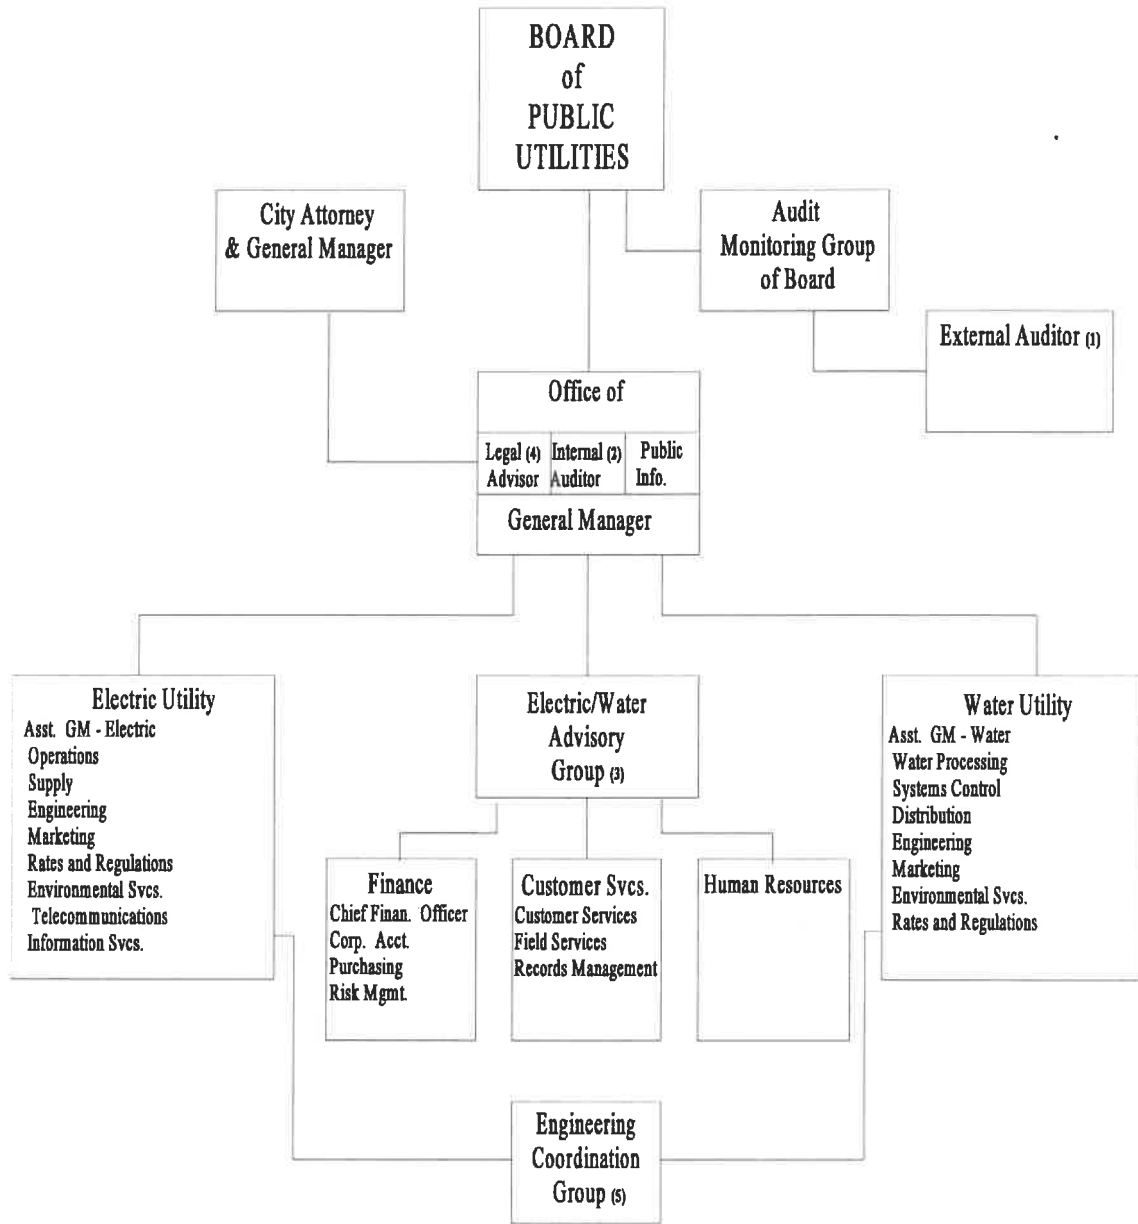 BOARD
of
PUBLIC
UTILITIES
City Attorney
& General Manager
Audit
Monitoring Group
of Board
External Auditor (1)
Office of
Legal (4)
Advisor
Internal (2)
Auditor
Public
Info.
General Manager
Electric Utility
Asst. GM - Electric
Operations
Supply
Engineering
Marketing
Rates and Regulations
Environmental Svcs.
Telecommunications
Information Svcs.
Electric/Water
Advisory
Group (3)
Water Utility
Asst. GM - Water
Water Processing
Systems Control
Distribution
Engineering
Marketing
Environmental Svcs.
Rates and Regulations
Finance
Chief Finan. Officer
Corp. Acct.
Purchasing
Risk Mgmt.
Customer Svcs.
Customer Services
Field Services
Records Management
Human Resources
Engineering
Coordination
Group (5)